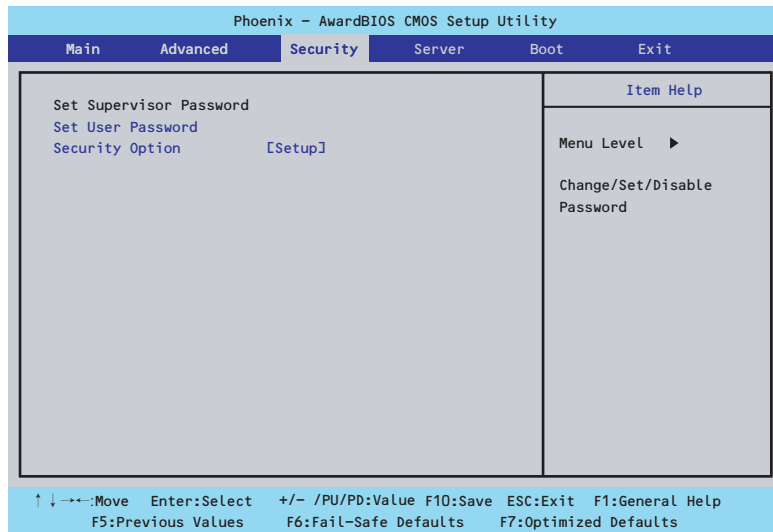 Phoenix - AwardBIOS CMOS Setup Utility
Main Advanced Security Server Boot Exit
Set Supervisor Password
Set User Password
Security Option [Setup]
Item Help
Menu Level ▶
Change/Set/Disable
Password
↑↓→←:Move Enter:Select +/- /PU/PD:Value F10:Save ESC:Exit F1:General Help
F5:Previous Values F6:Fail-Safe Defaults F7:Optimized Defaults